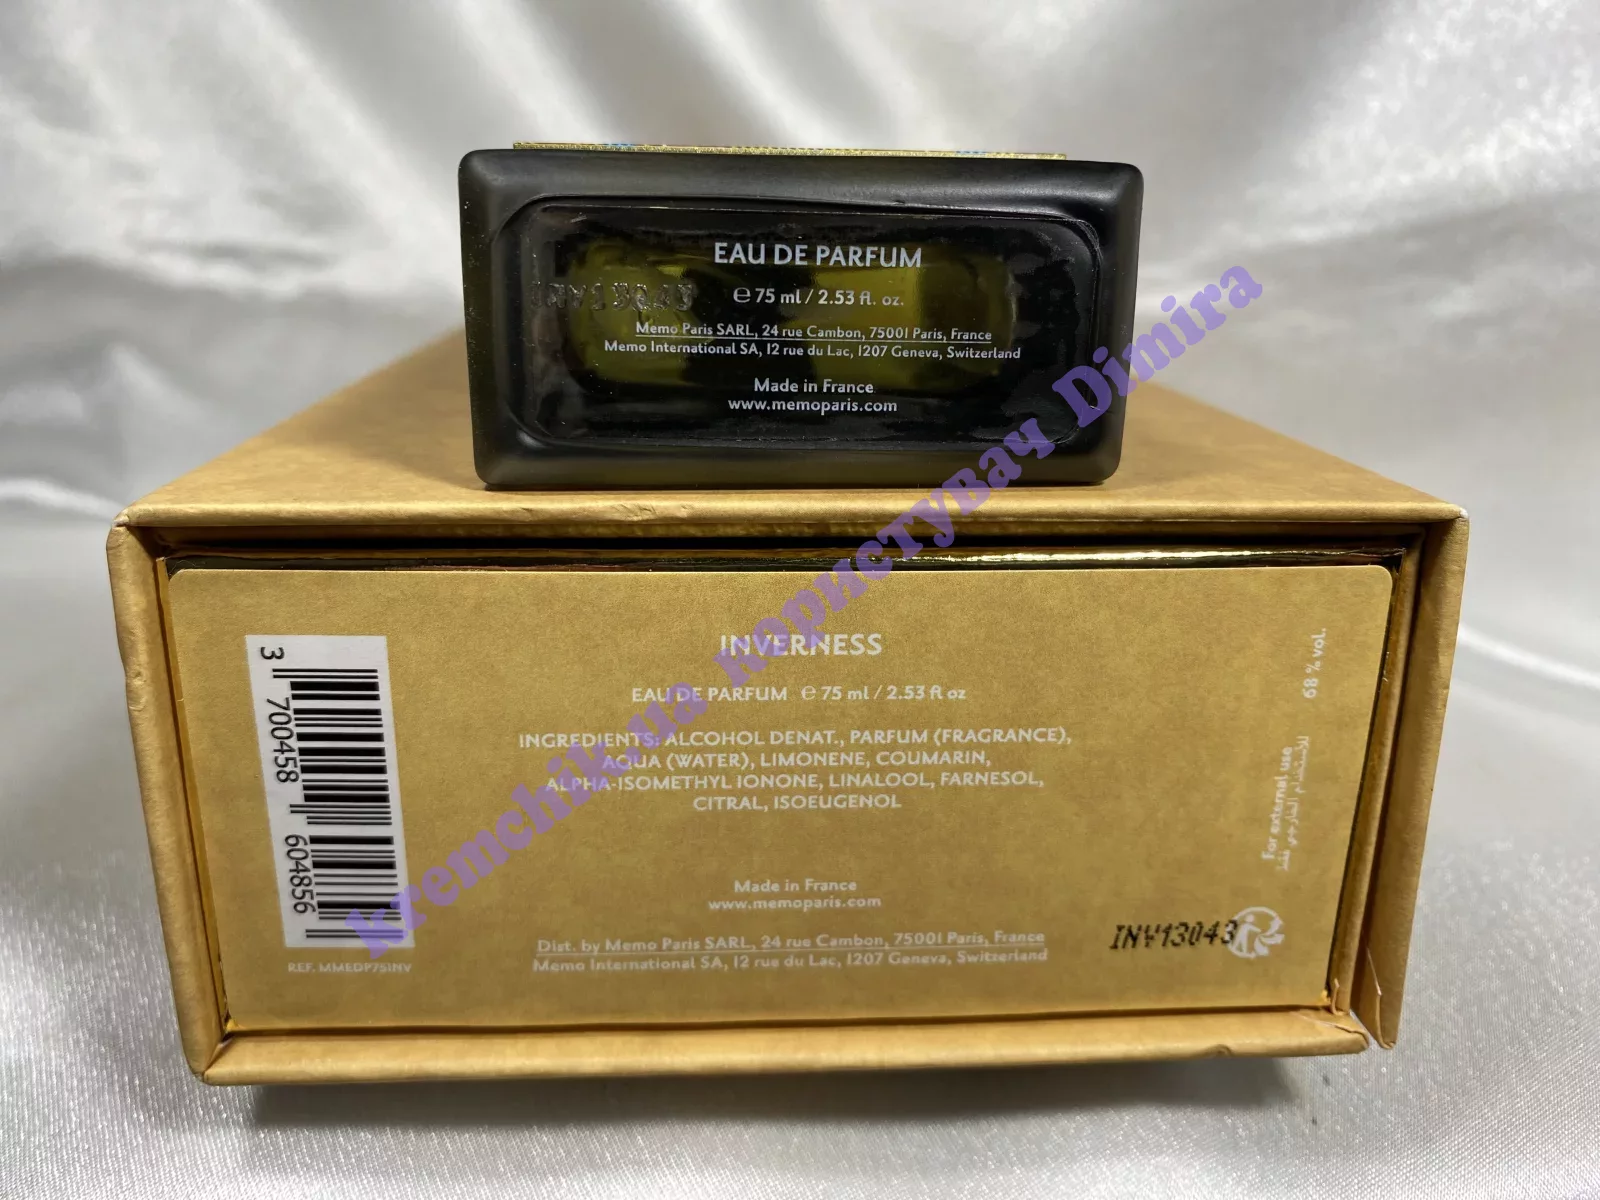 EAU DE PARFUM
INV13043
℮ 75 ml / 2.53 fl. oz.
Memo Paris SARL, 24 rue Cambon, 75001 Paris, France
Memo International SA, 12 rue du Lac, 1207 Geneva, Switzerland
Made in France
www.memoparis.com
INVERNESS
EAU DE PARFUM ℮ 75 ml / 2.53 fl oz
INGREDIENTS: ALCOHOL DENAT., PARFUM (FRAGRANCE),
AQUA (WATER), LIMONENE, COUMARIN,
ALPHA-ISOMETHYL IONONE, LINALOOL, FARNESOL,
CITRAL, ISOEUGENOL
Made in France
www.memoparis.com
Dist. by Memo Paris SARL, 24 rue Cambon, 75001 Paris, France
Memo International SA, 12 rue du Lac, 1207 Geneva, Switzerland
3 700458 604856
REF. MMEDP75INV
68 % vol.
For external use
للاستخدام الخارجي فقط
INV13043
kremchik.ua користувач Dimira